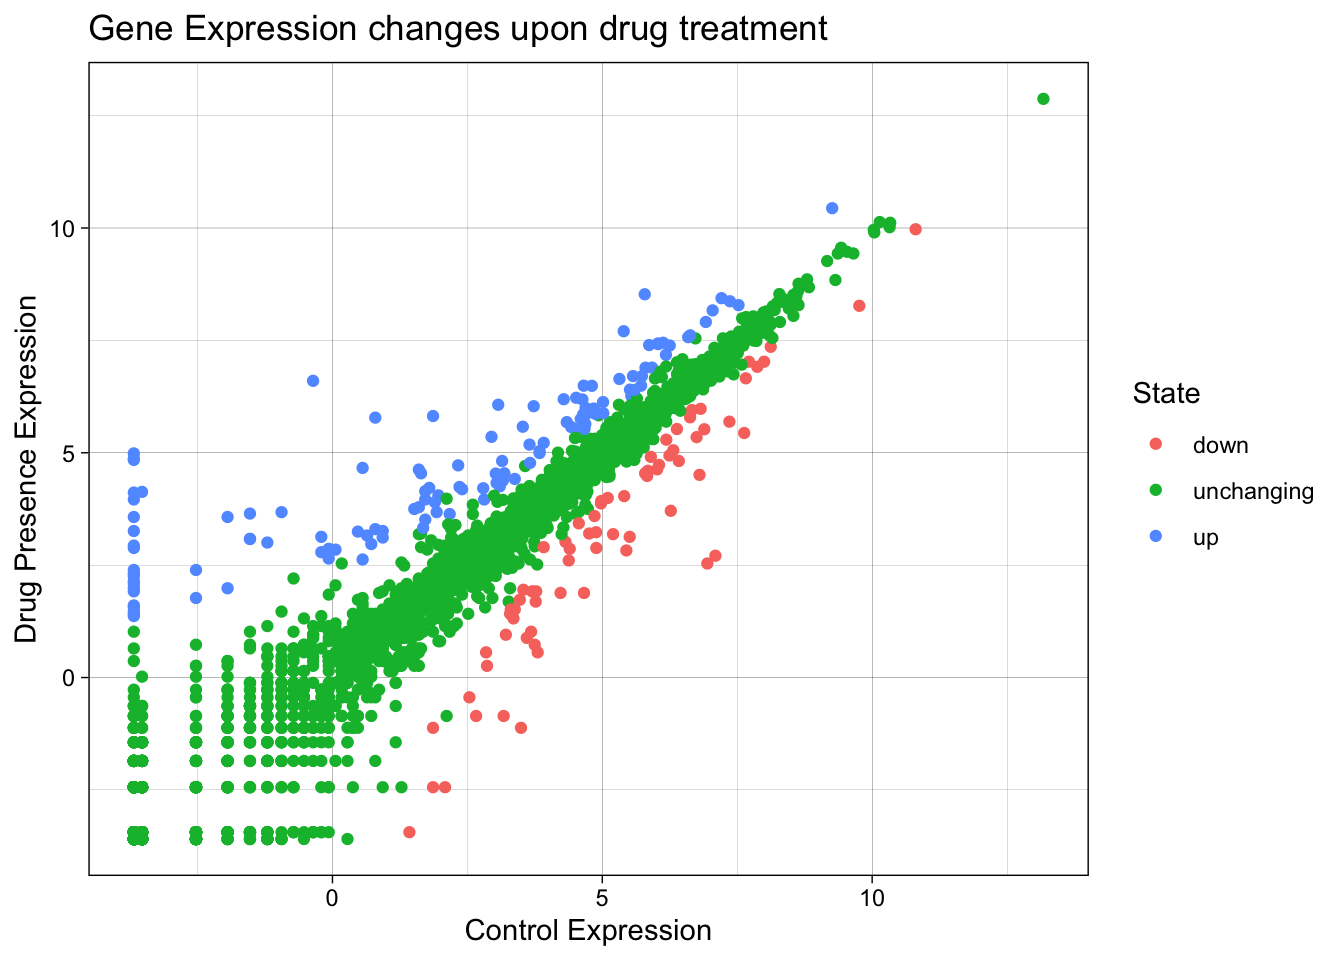 Gene Expression changes upon drug treatment
Drug Presence Expression
10
5
0
0
5
10
Control Expression
State
down
unchanging
up